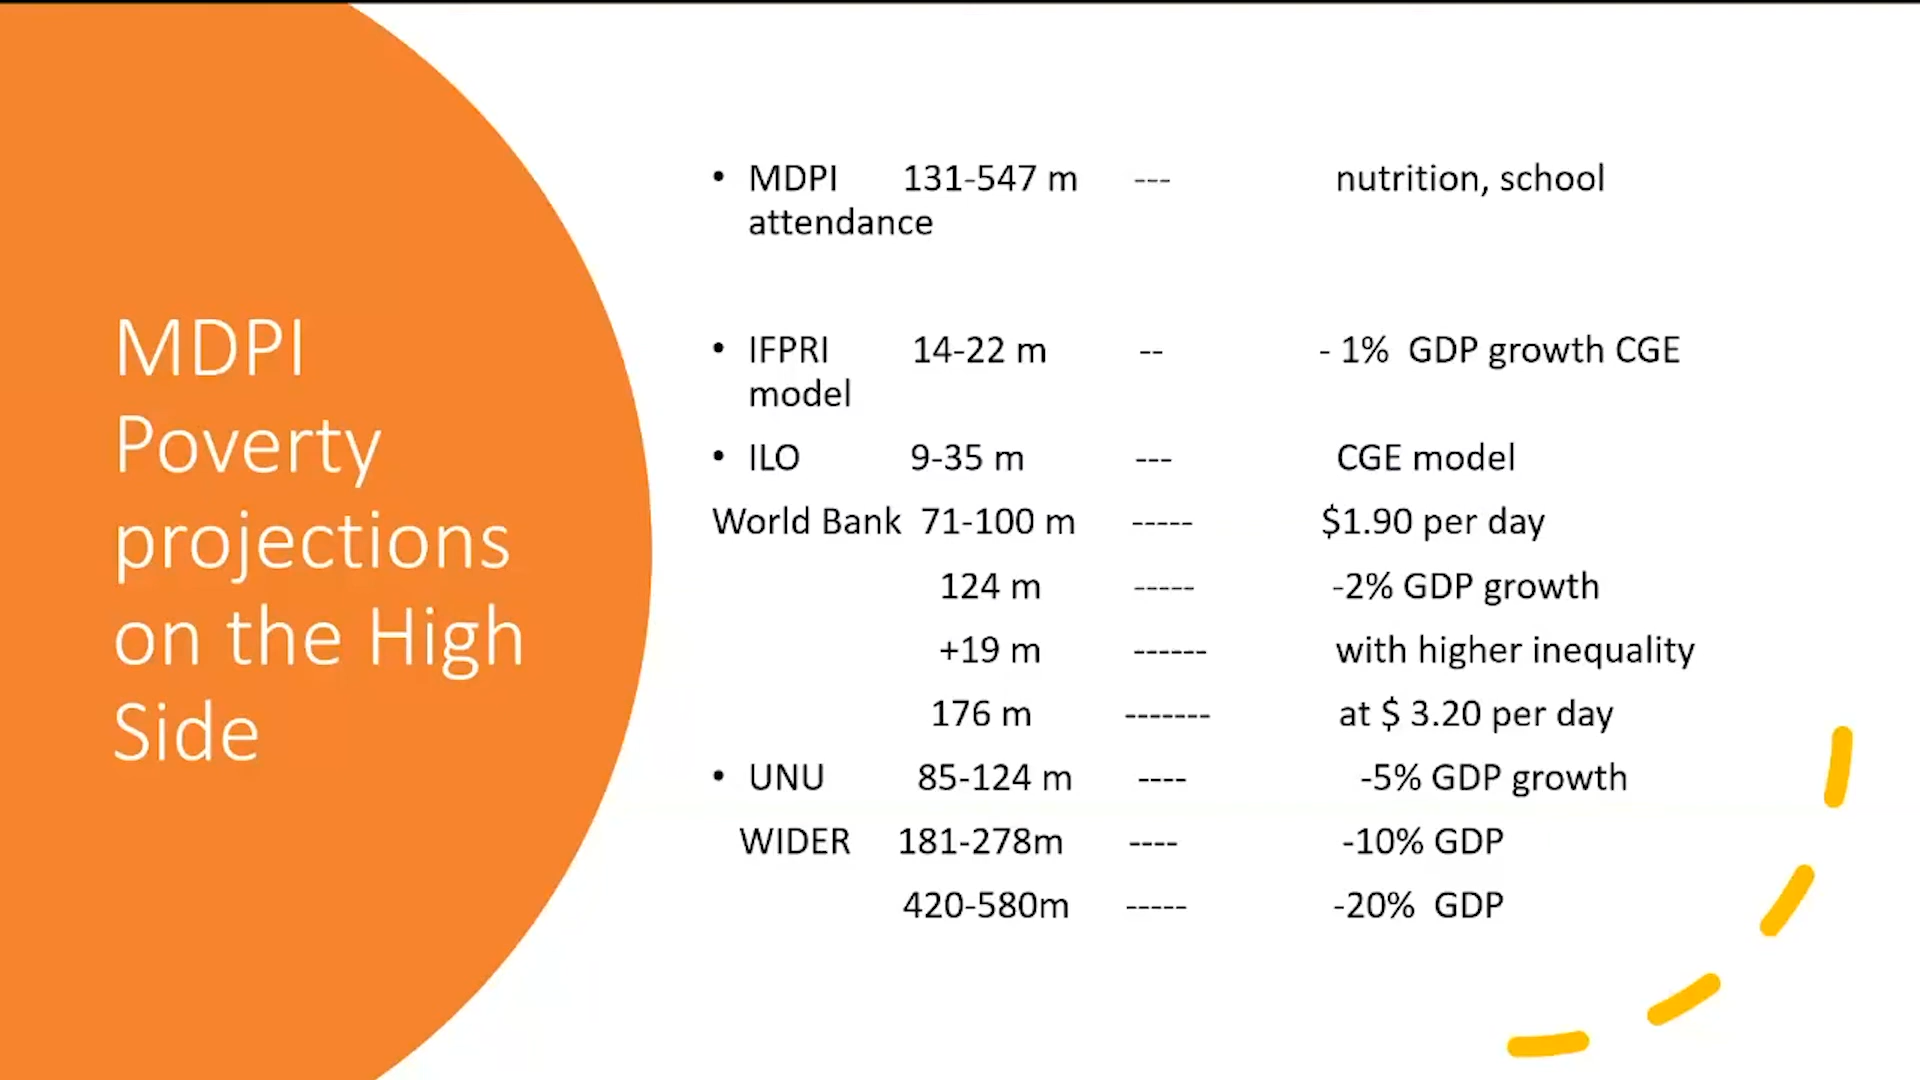 MDPI
Poverty
projections
on the High
Side
• MDPI 131-547 m --- nutrition, school
attendance
• IFPRI 14-22 m -- - 1% GDP growth CGE
model
• ILO 9-35 m --- CGE model
World Bank 71-100 m ----- $1.90 per day
124 m ----- -2% GDP growth
+19 m ------ with higher inequality
176 m ------- at $ 3.20 per day
• UNU 85-124 m ---- -5% GDP growth
WIDER 181-278m ---- -10% GDP
420-580m ----- -20% GDP